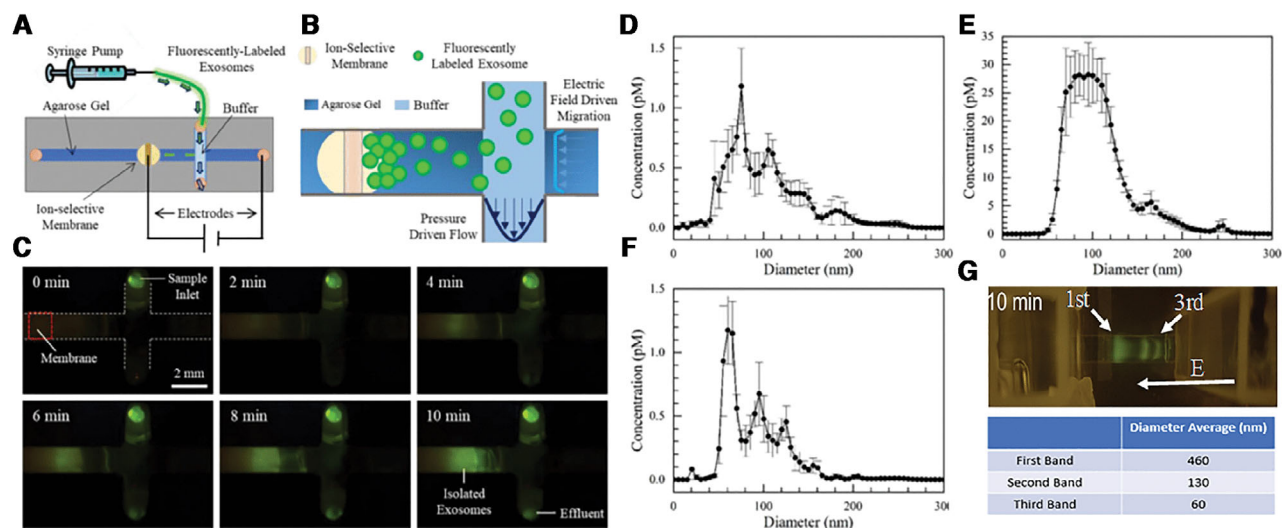 A
Syringe Pump
Fluorescently-Labeled
Exosomes
Agarose Gel
Buffer
Ion-selective
Membrane
Electrodes
B
Ion-Selective
Membrane
Fluorescently
Labeled Exosome
Agarose Gel
Buffer
Electric
Field Driven
Migration
Pressure
Driven Flow
C
0 min
Sample
Inlet
Membrane
2 mm
2 min
4 min
6 min
8 min
10 min
Isolated
Exosomes
Effluent
D
Concentration (pM)
1.5
1.0
0.5
0.0
0 100 200 300
Diameter (nm)
E
Concentration (pM)
35
30
25
20
15
10
5
0
0 100 200 300
Diameter (nm)
F
Concentration (pM)
1.5
1.0
0.5
0.0
0 100 200 300
Diameter (nm)
G
10 min
1st
3rd
E
Diameter Average (nm)
First Band 460
Second Band 130
Third Band 60